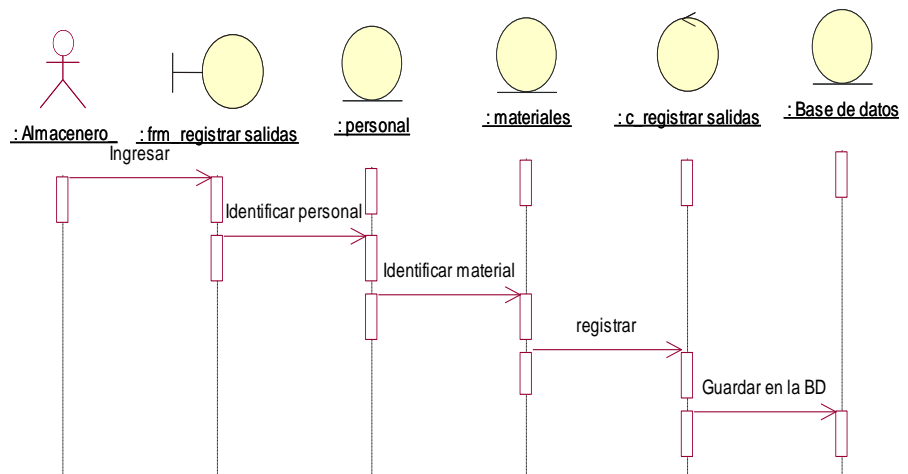 : Almacenero
: frm_registrar salidas
: personal
: materiales
: c_registrar salidas
: Base de datos
Ingresar
Identificar personal
Identificar material
registrar
Guardar en la BD